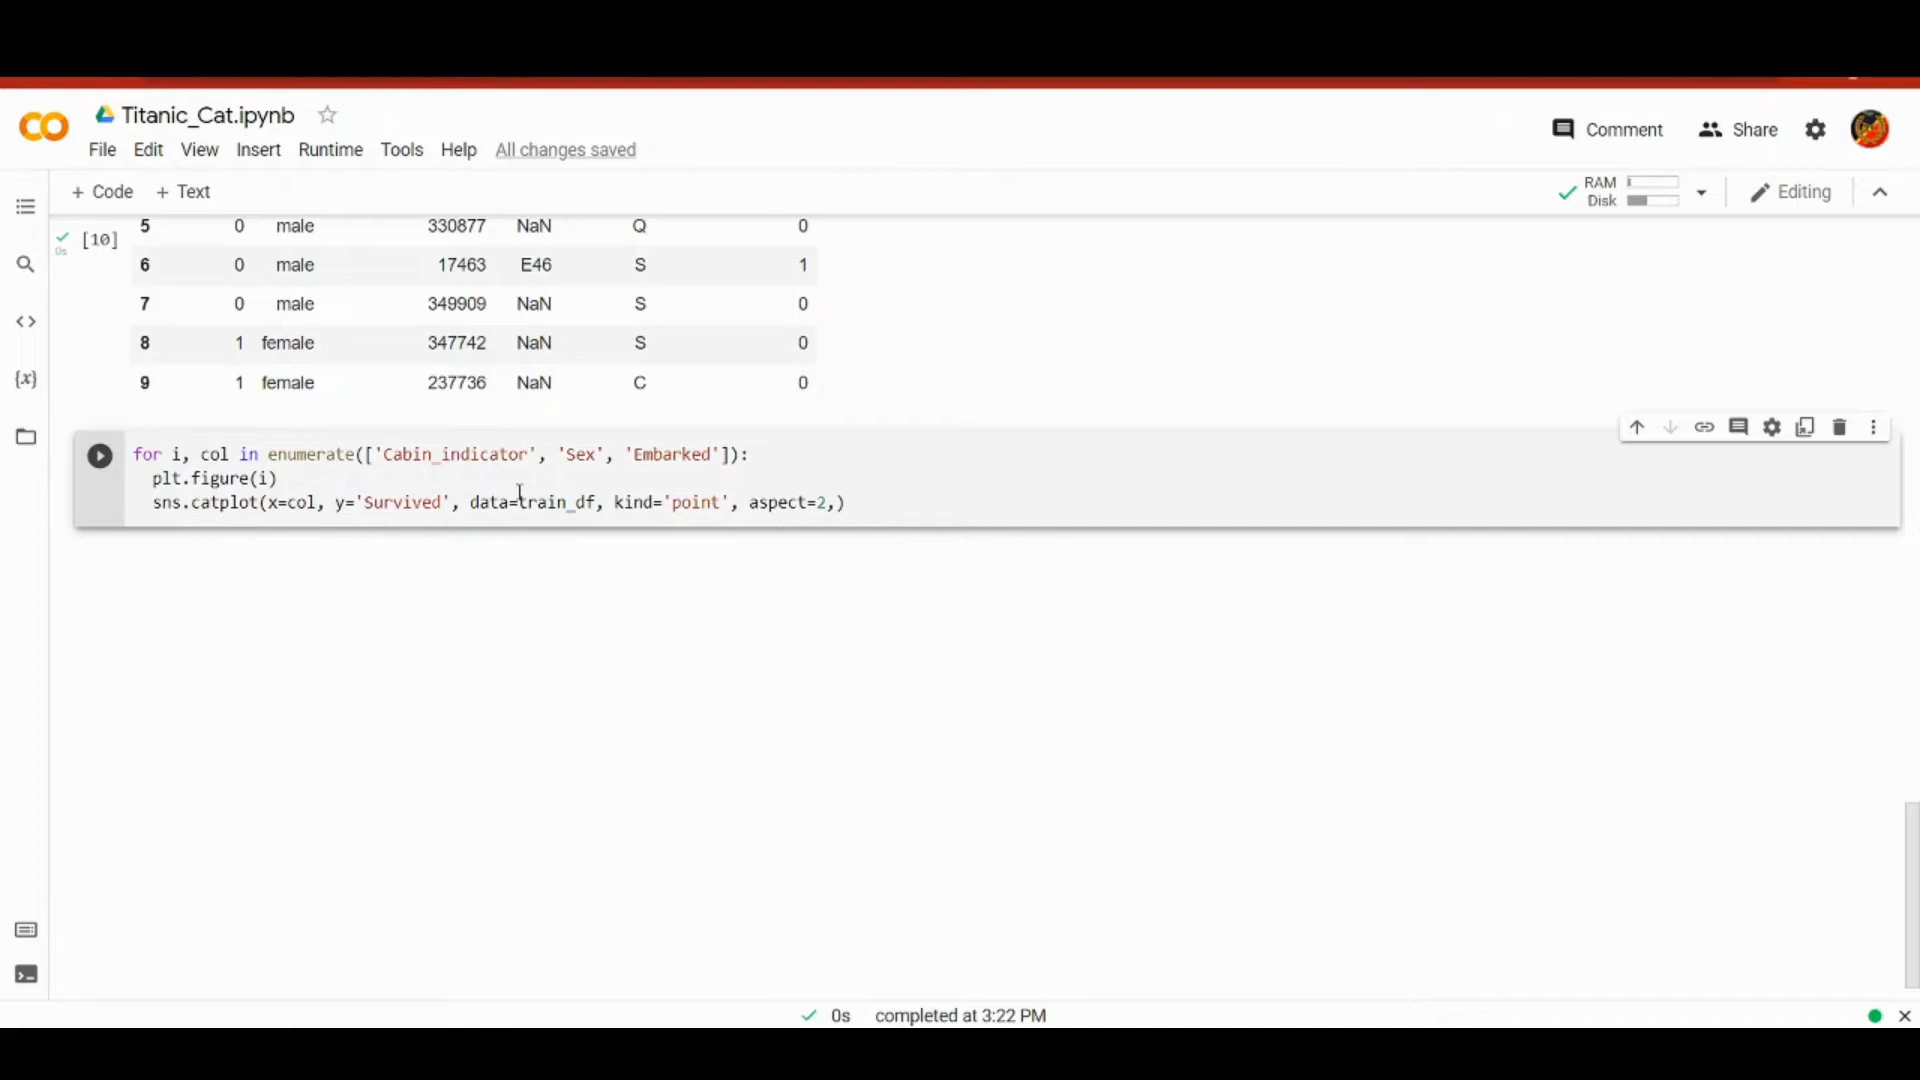 Titanic_Cat.ipynb
File Edit View Insert Runtime Tools Help All changes saved
Comment Share
+ Code + Text
RAM
Disk
Editing
[10]
0s
5 0 male 330877 NaN Q 0
6 0 male 17463 E46 S 1
7 0 male 349909 NaN S 0
8 1 female 347742 NaN S 0
9 1 female 237736 NaN C 0
for i, col in enumerate(['Cabin_indicator', 'Sex', 'Embarked']):
plt.figure(i)
sns.catplot(x=col, y='Survived', data=train_df, kind='point', aspect=2,)
0s completed at 3:22 PM